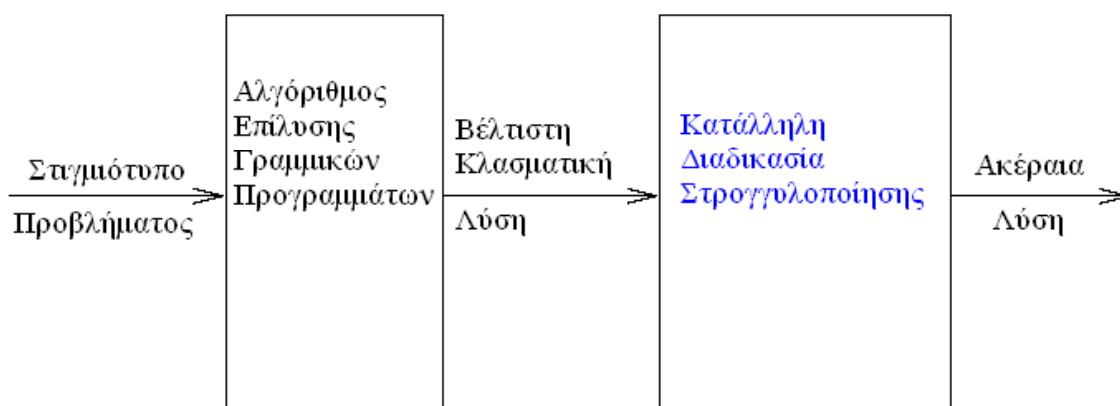 Στιγμιότυπο
Προβλήματος
Αλγόριθμος
Επίλυσης
Γραμμικών
Προγραμμάτων
Βέλτιστη
Κλασματική
Λύση
Κατάλληλη
Διαδικασία
Στρογγυλοποίησης
Ακέραια
Λύση